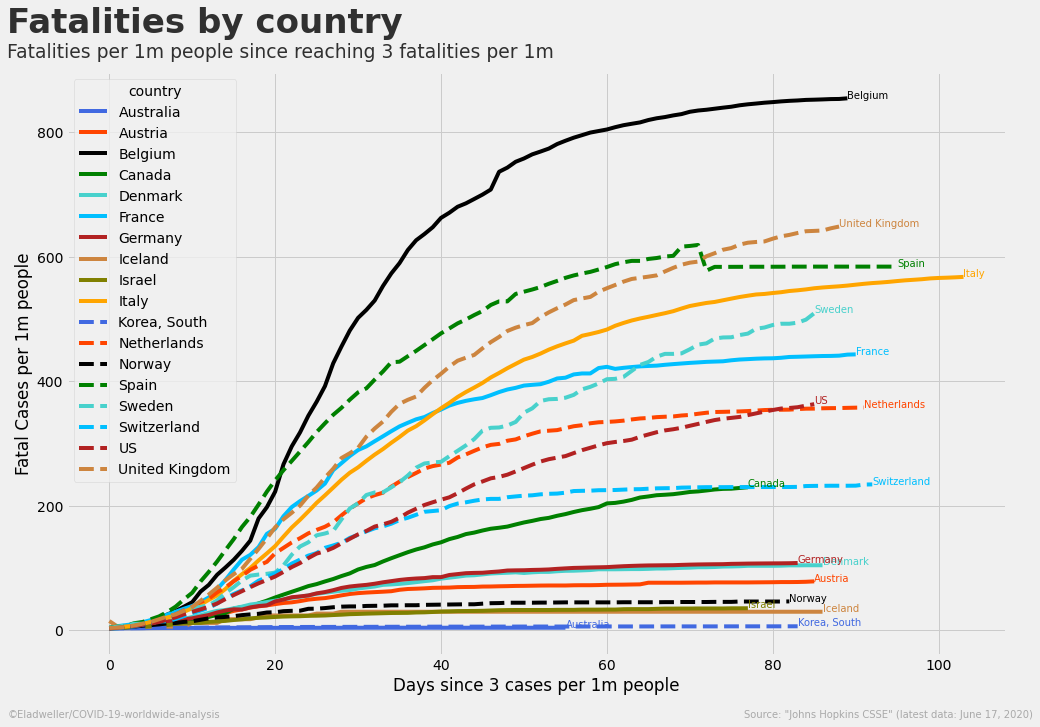 Fatalities by country
Fatalities per 1m people since reaching 3 fatalities per 1m
country
Australia
Austria
Belgium
Canada
Denmark
France
Germany
Iceland
Israel
Italy
Korea, South
Netherlands
Norway
Spain
Sweden
Switzerland
US
United Kingdom
Fatal Cases per 1m people
800
600
400
200
0
Belgium
United Kingdom
Spain
Italy
Sweden
France
US
Netherlands
Canada
Switzerland
Germany
Denmark
Austria
Norway
Israel
Iceland
Australia
Korea, South
0 20 40 60 80 100
Days since 3 cases per 1m people
©Eladweller/COVID-19-worldwide-analysis
Source: "Johns Hopkins CSSE" (latest data: June 17, 2020)